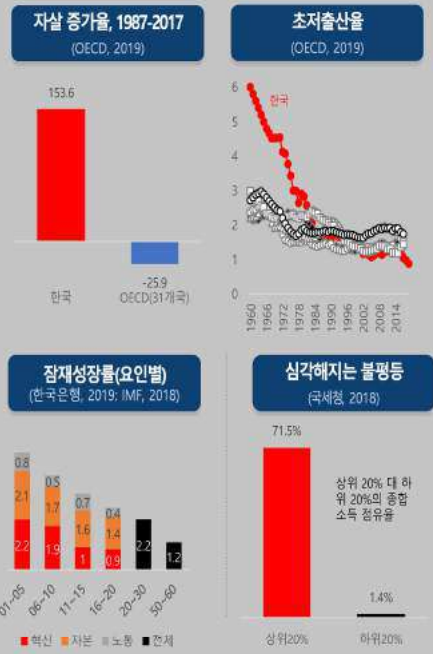 자살 증가율, 1987-2017
(OECD, 2019)
153.6
-25.9
한국
OECD(31개국)
초저출산율
(OECD, 2019)
6
5
4
3
2
1
0
한국
1960
1966
1972
1978
1984
1990
1996
2002
2008
2014
잠재성장률(요인별)
(한국은행, 2019: IMF, 2018)
0.8
2.1
2.2
0.5
1.7
1.9
0.7
1.6
1
0.4
1.4
0.9
2.2
1.2
01~05
06~10
11~15
16~20
20~30
50~60
혁신 자본 노동 전체
심각해지는 불평등
(국세청, 2018)
71.5%
상위 20% 대 하
위 20%의 종합
소득 점유율
1.4%
상위20%
하위20%